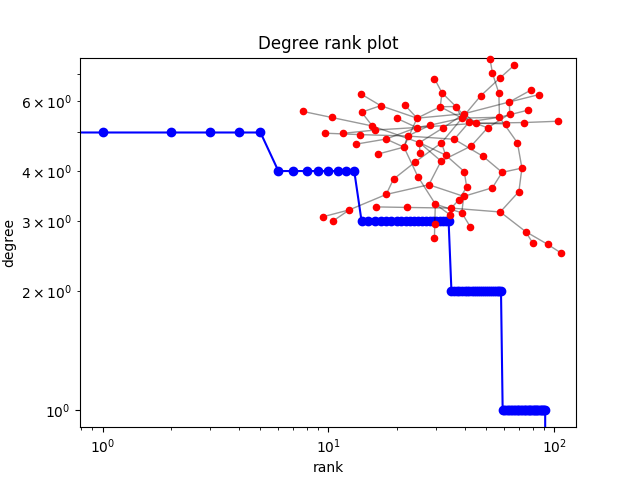 Degree rank plot
degree
6 × 10⁰
4 × 10⁰
3 × 10⁰
2 × 10⁰
10⁰
10⁰
10¹
10²
rank